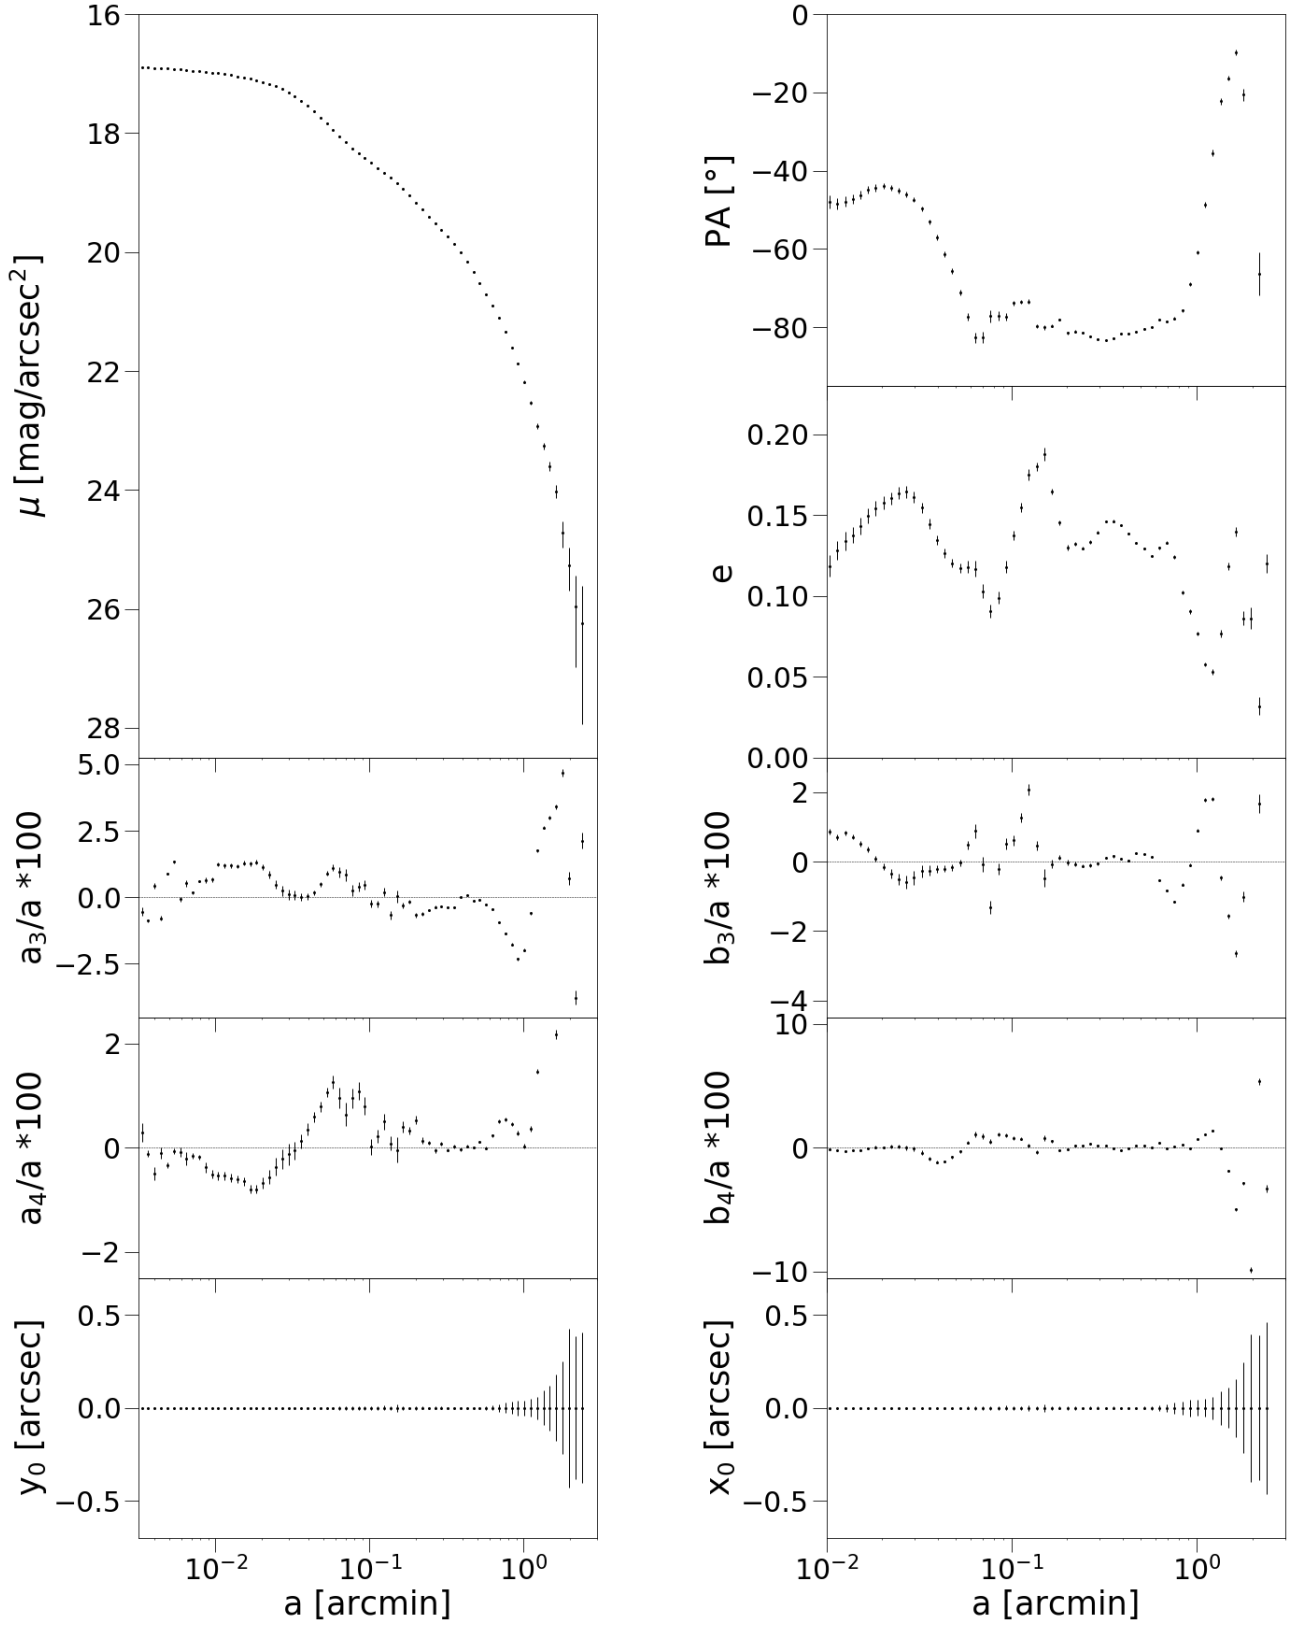 16
18
20
22
24
26
28
μ [mag/arcsec²]
5.0
2.5
0.0
−2.5
a₃/a *100
2
0
−2
a₄/a *100
0.5
0.0
−0.5
y₀ [arcsec]
10⁻² 10⁻¹ 10⁰
a [arcmin]
0
−20
−40
−60
−80
PA [°]
0.20
0.15
0.10
0.05
0.00
e
2
0
−2
−4
b₃/a *100
10
0
−10
b₄/a *100
0.5
0.0
−0.5
x₀ [arcsec]
10⁻² 10⁻¹ 10⁰
a [arcmin]